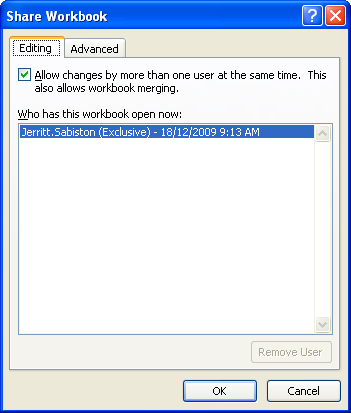 Share Workbook
Editing
Advanced
Allow changes by more than one user at the same time.  This
also allows workbook merging.
Who has this workbook open now:
Jerritt.Sabiston (Exclusive) - 18/12/2009 9:13 AM
Remove User
OK
Cancel